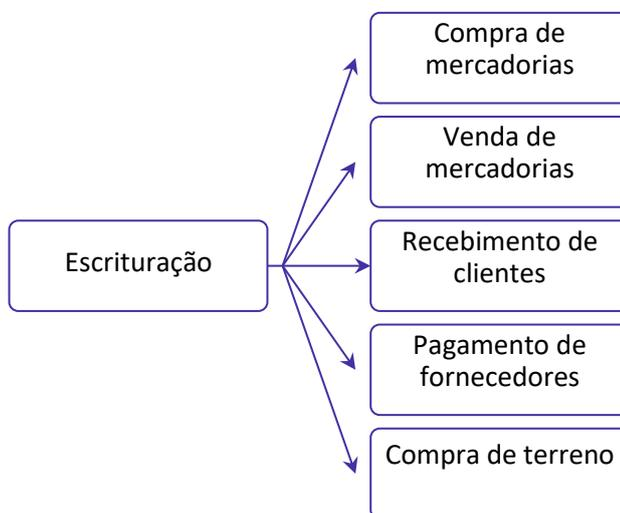 Escrituração
Compra de
mercadorias
Venda de
mercadorias
Recebimento de
clientes
Pagamento de
fornecedores
Compra de terreno